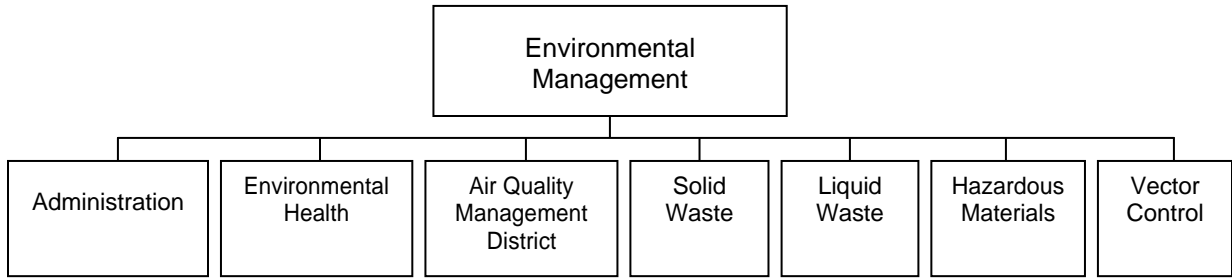 Environmental
Management
Administration
Environmental
Health
Air Quality
Management
District
Solid
Waste
Liquid
Waste
Hazardous
Materials
Vector
Control